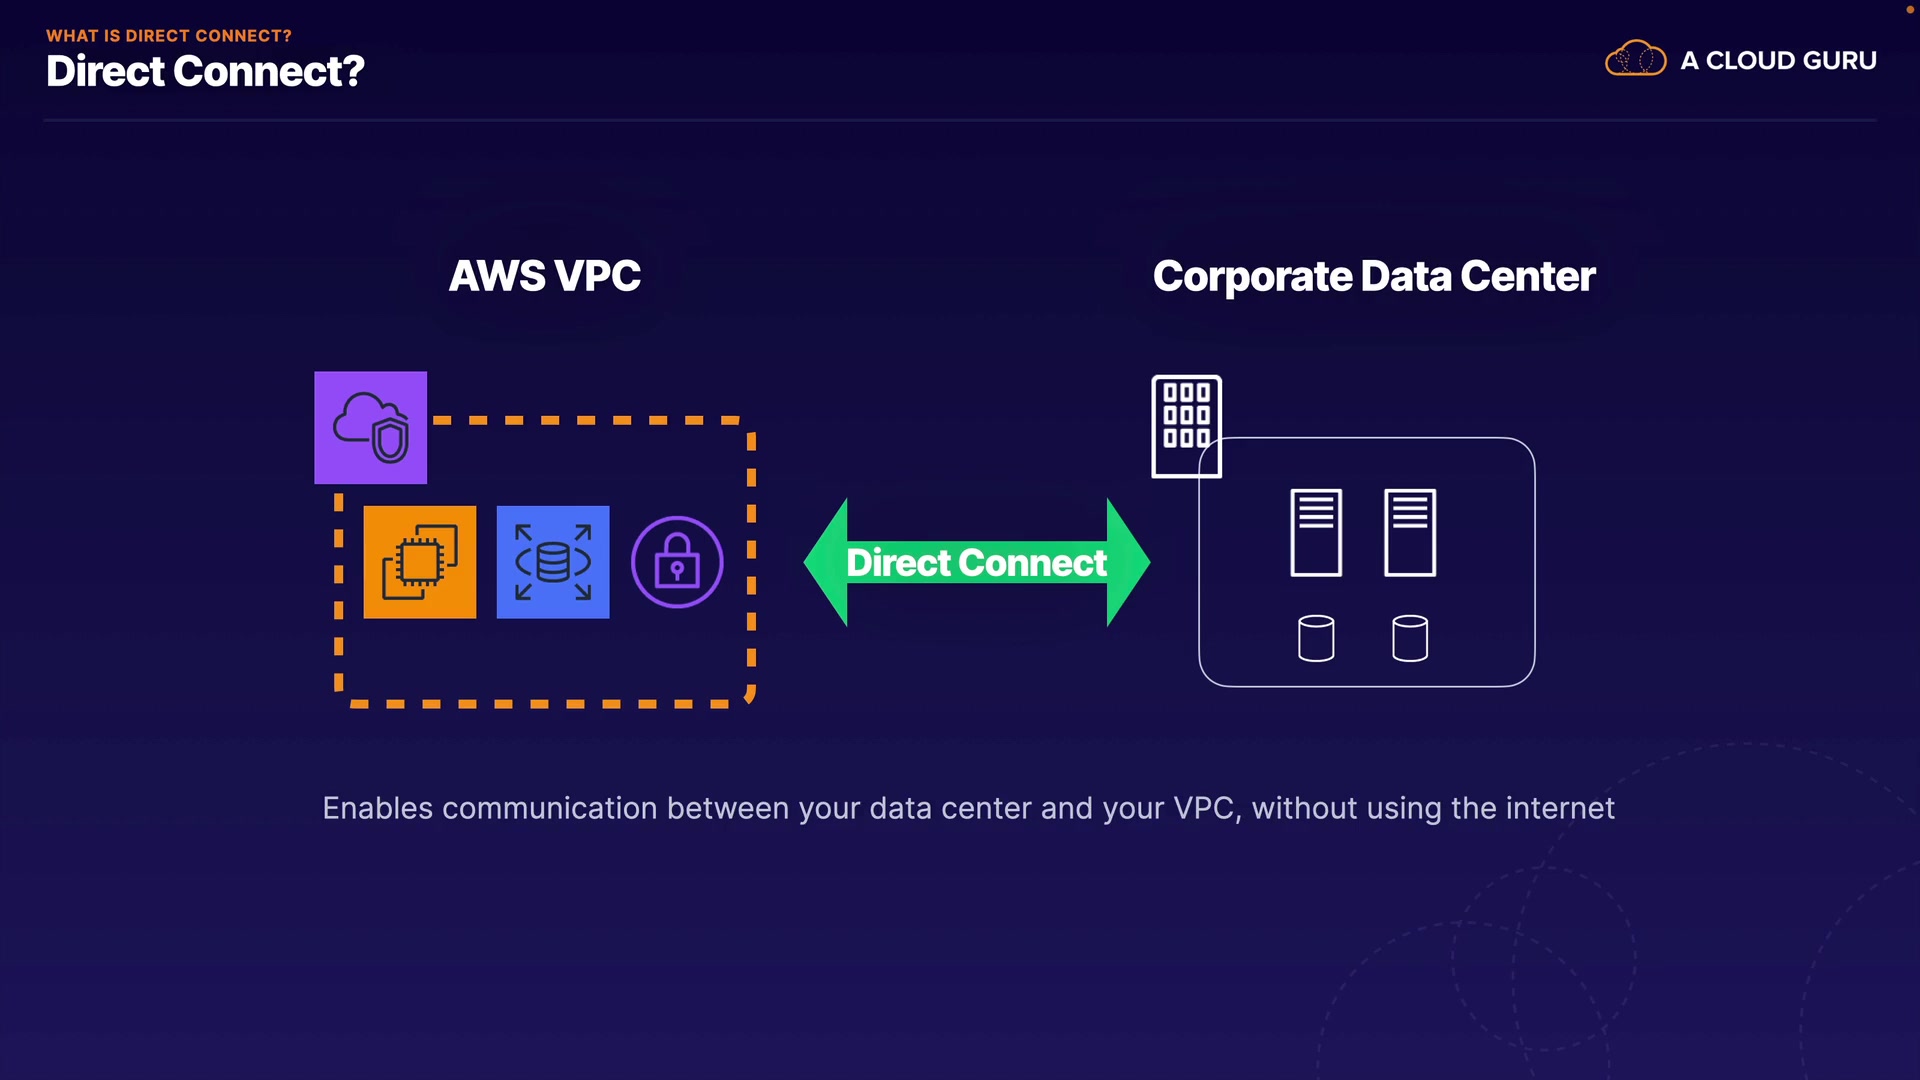 WHAT IS DIRECT CONNECT?
Direct Connect?
A CLOUD GURU
AWS VPC
Corporate Data Center
Direct Connect
Enables communication between your data center and your VPC, without using the internet